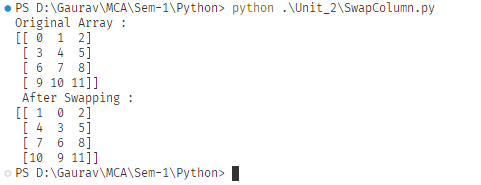 PS D:\Gaurav\MCA\Sem-1\Python> python .\Unit_2\SwapColumn.py
Original Array :
[[ 0  1  2]
 [ 3  4  5]
 [ 6  7  8]
 [ 9 10 11]]
 After Swapping :
[[ 1  0  2]
 [ 4  3  5]
 [ 7  6  8]
 [10  9 11]]
PS D:\Gaurav\MCA\Sem-1\Python>